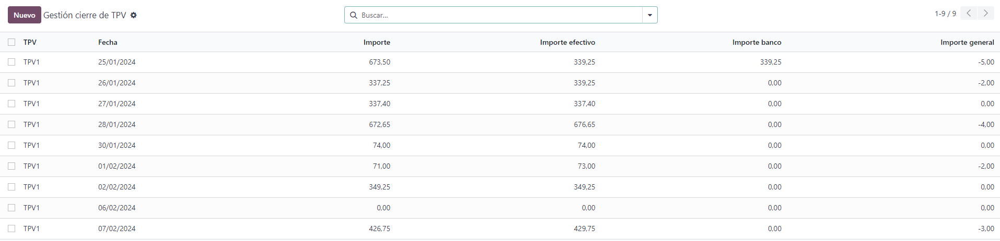 Nuevo Gestión cierre de TPV Buscar... 1-9 / 9
TPV Fecha Importe Importe efectivo Importe banco Importe general
TPV1 25/01/2024 673,50 339,25 339,25 -5,00
TPV1 26/01/2024 337,25 339,25 0,00 -2,00
TPV1 27/01/2024 337,40 337,40 0,00 0,00
TPV1 28/01/2024 672,65 676,65 0,00 -4,00
TPV1 30/01/2024 74,00 74,00 0,00 0,00
TPV1 01/02/2024 71,00 73,00 0,00 -2,00
TPV1 02/02/2024 349,25 349,25 0,00 0,00
TPV1 06/02/2024 0,00 0,00 0,00 0,00
TPV1 07/02/2024 426,75 429,75 0,00 -3,00